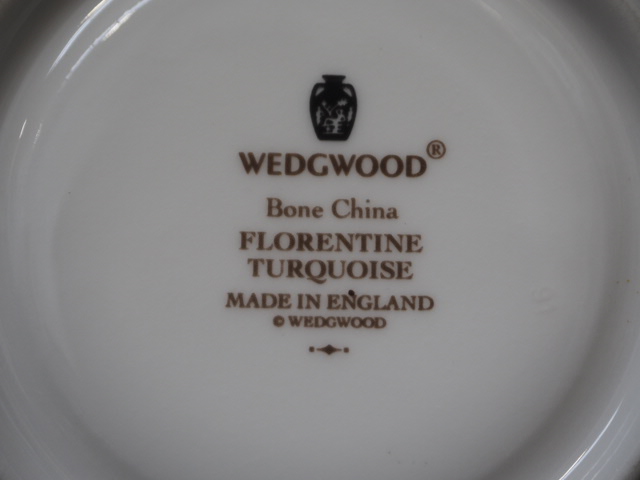 WEDGWOOD®
Bone China
FLORENTINE
TURQUOISE
MADE IN ENGLAND
© WEDGWOOD